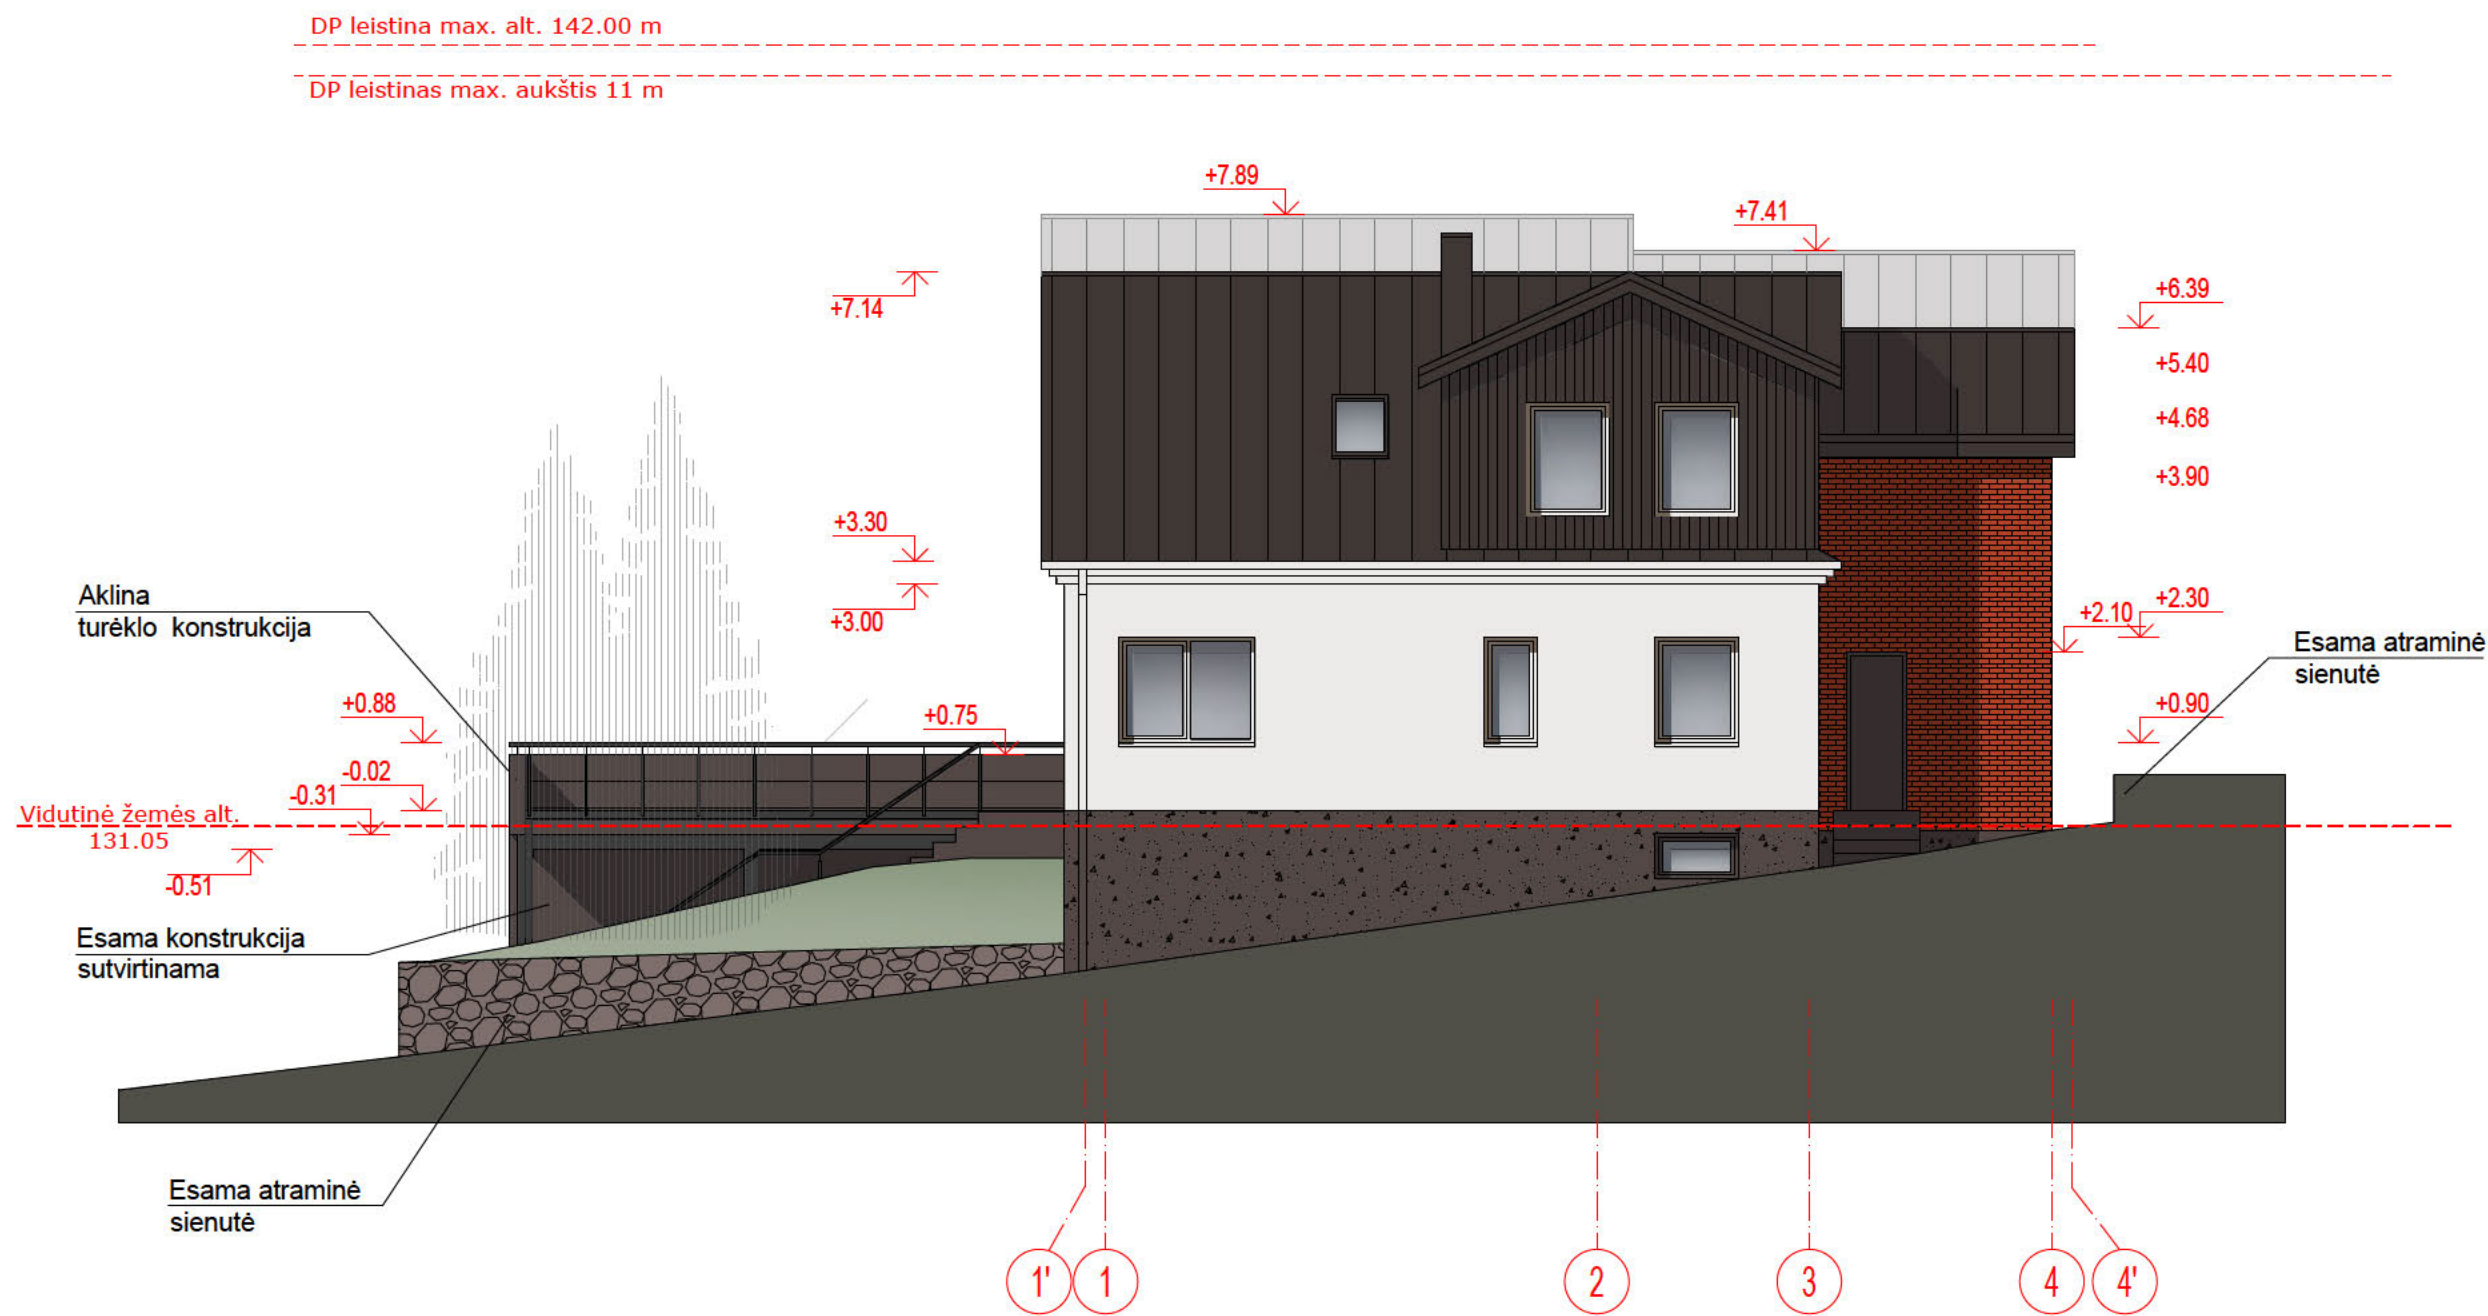 DP leistina max. alt. 142.00 m
DP leistinas max. aukštis 11 m
+7.89
+7.41
+7.14
+6.39
+5.40
+4.68
+3.90
+3.30
+3.00
Aklina
turėklo konstrukcija
+2.10
+2.30
Esama atraminė
sienutė
+0.88
+0.75
+0.90
-0.02
-0.31
Vidutinė žemės alt.
131.05
-0.51
Esama konstrukcija
sutvirtinama
Esama atraminė
sienutė
1' 1 2 3 4 4'